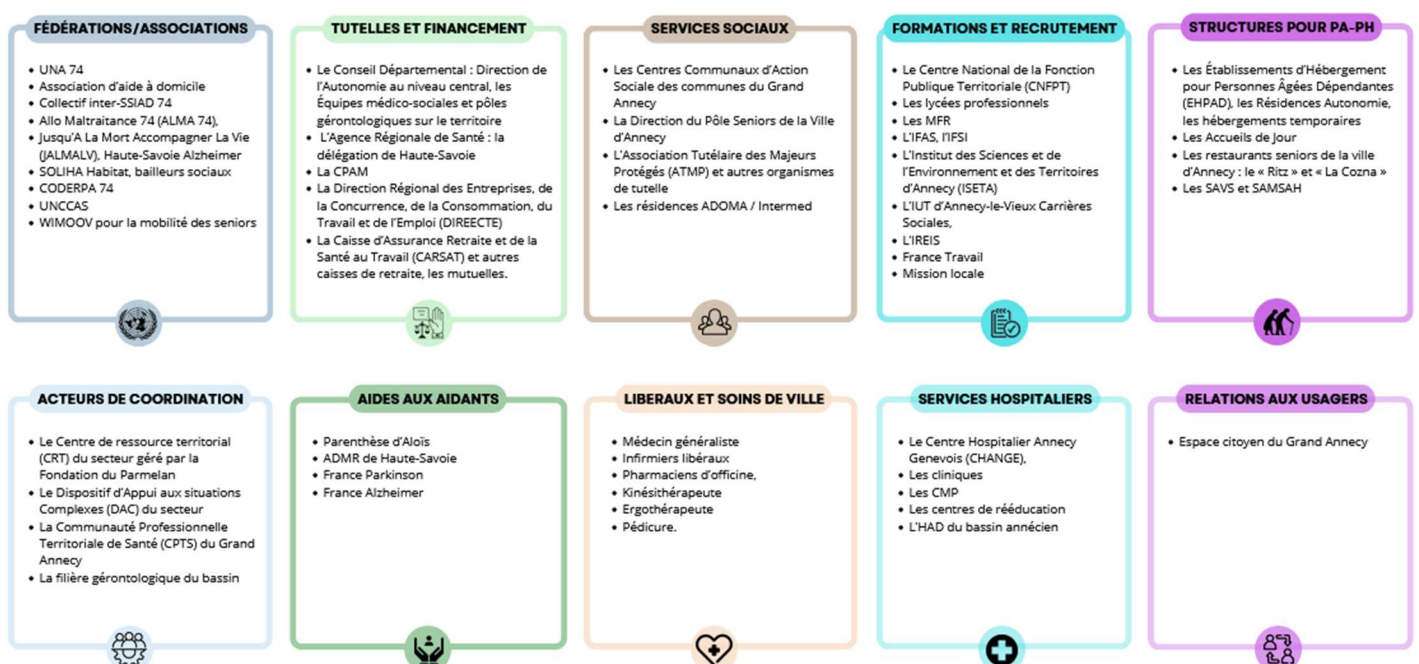 FÉDÉRATIONS/ASSOCIATIONS
• UNA 74
• Association d'aide à domicile
• Collectif inter-SSIAD 74
• Allo Maltraitance 74 (ALMA 74),
• Jusqu'A La Mort Accompagner La Vie
(JALMALV), Haute-Savoie Alzheimer
• SOLIHA Habitat, bailleurs sociaux
• CODERPA 74
• UNCCAS
• WIMOOV pour la mobilité des seniors
TUTELLES ET FINANCEMENT
• Le Conseil Départemental : Direction de
l'Autonomie au niveau central, les
Équipes médico-sociales et pôles
gérontologiques sur le territoire
• L'Agence Régionale de Santé : la
délégation de Haute-Savoie
• La CPAM
• La Direction Régional des Entreprises, de
la Concurrence, de la Consommation, du
Travail et de l'Emploi (DIREECTE)
• La Caisse d'Assurance Retraite et de la
Santé au Travail (CARSAT) et autres
caisses de retraite, les mutuelles.
SERVICES SOCIAUX
• Les Centres Communaux d'Action
Sociale des communes du Grand
Annecy
• La Direction du Pôle Seniors de la Ville
d'Annecy
• L'Association Tutélaire des Majeurs
Protégés (ATMP) et autres organismes
de tutelle
• Les résidences ADOMA / Intermed
FORMATIONS ET RECRUTEMENT
• Le Centre National de la Fonction
Publique Territoriale (CNFPT)
• Les lycées professionnels
• Les MFR
• L'IFAS, l'IFSI
• L'Institut des Sciences et de
l'Environnement et des Territoires
d'Annecy (ISETA)
• L'IUT d'Annecy-le-Vieux Carrières
Sociales,
• L'IREIS
• France Travail
• Mission locale
STRUCTURES POUR PA-PH
• Les Établissements d'Hébergement
pour Personnes Âgées Dépendantes
(EHPAD), les Résidences Autonomie,
les hébergements temporaires
• Les Accueils de Jour
• Les restaurants seniors de la ville
d'Annecy : le « Ritz » et « La Cozna »
• Les SAVS et SAMSAH
ACTEURS DE COORDINATION
• Le Centre de ressource territorial
(CRT) du secteur géré par la
Fondation du Parmelan
• Le Dispositif d'Appui aux situations
Complexes (DAC) du secteur
• La Communauté Professionnelle
Territoriale de Santé (CPTS) du Grand
Annecy
• La filière gérontologique du bassin
AIDES AUX AIDANTS
• Parenthèse d'Aloïs
• ADMR de Haute-Savoie
• France Parkinson
• France Alzheimer
LIBERAUX ET SOINS DE VILLE
• Médecin généraliste
• Infirmiers libéraux
• Pharmaciens d'officine,
• Kinésithérapeute
• Ergothérapeute
• Pédicure.
SERVICES HOSPITALIERS
• Le Centre Hospitalier Annecy
Genevois (CHANGE),
• Les cliniques
• Les CMP
• Les centres de rééducation
• L'HAD du bassin annécien
RELATIONS AUX USAGERS
• Espace citoyen du Grand Annecy